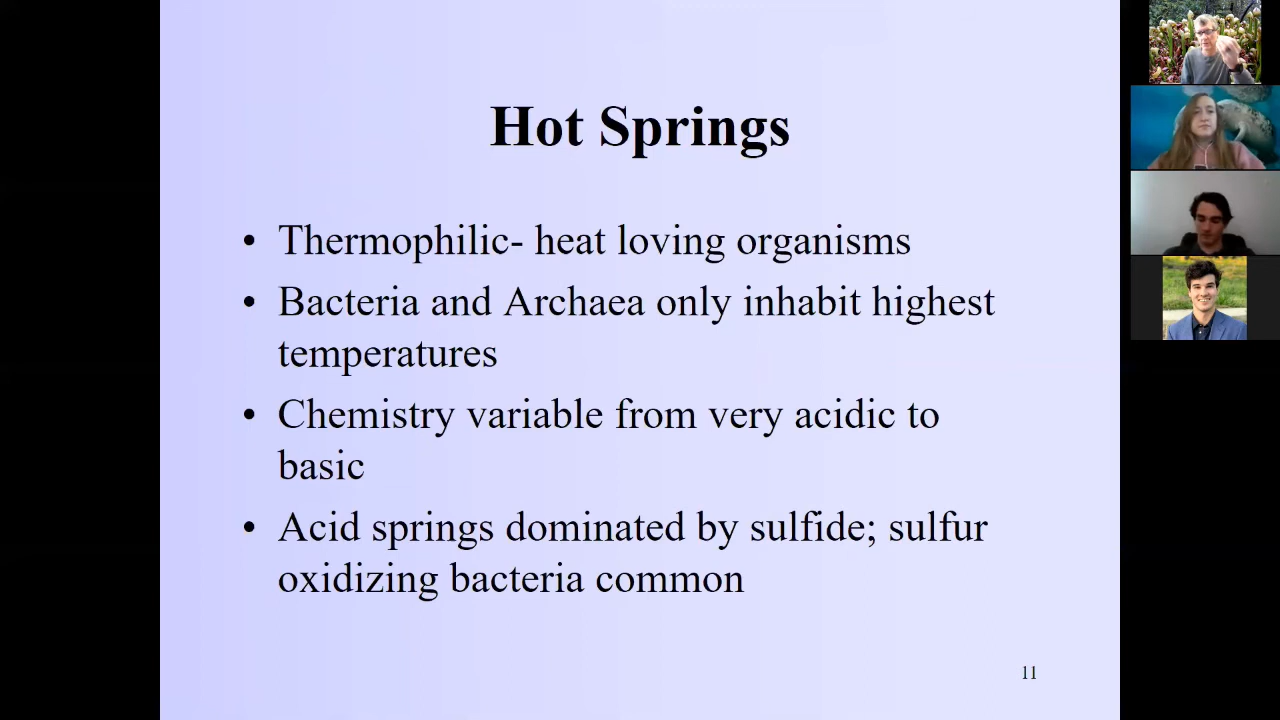 Hot Springs
• Thermophilic- heat loving organisms
• Bacteria and Archaea only inhabit highest
temperatures
• Chemistry variable from very acidic to
basic
• Acid springs dominated by sulfide; sulfur
oxidizing bacteria common
11